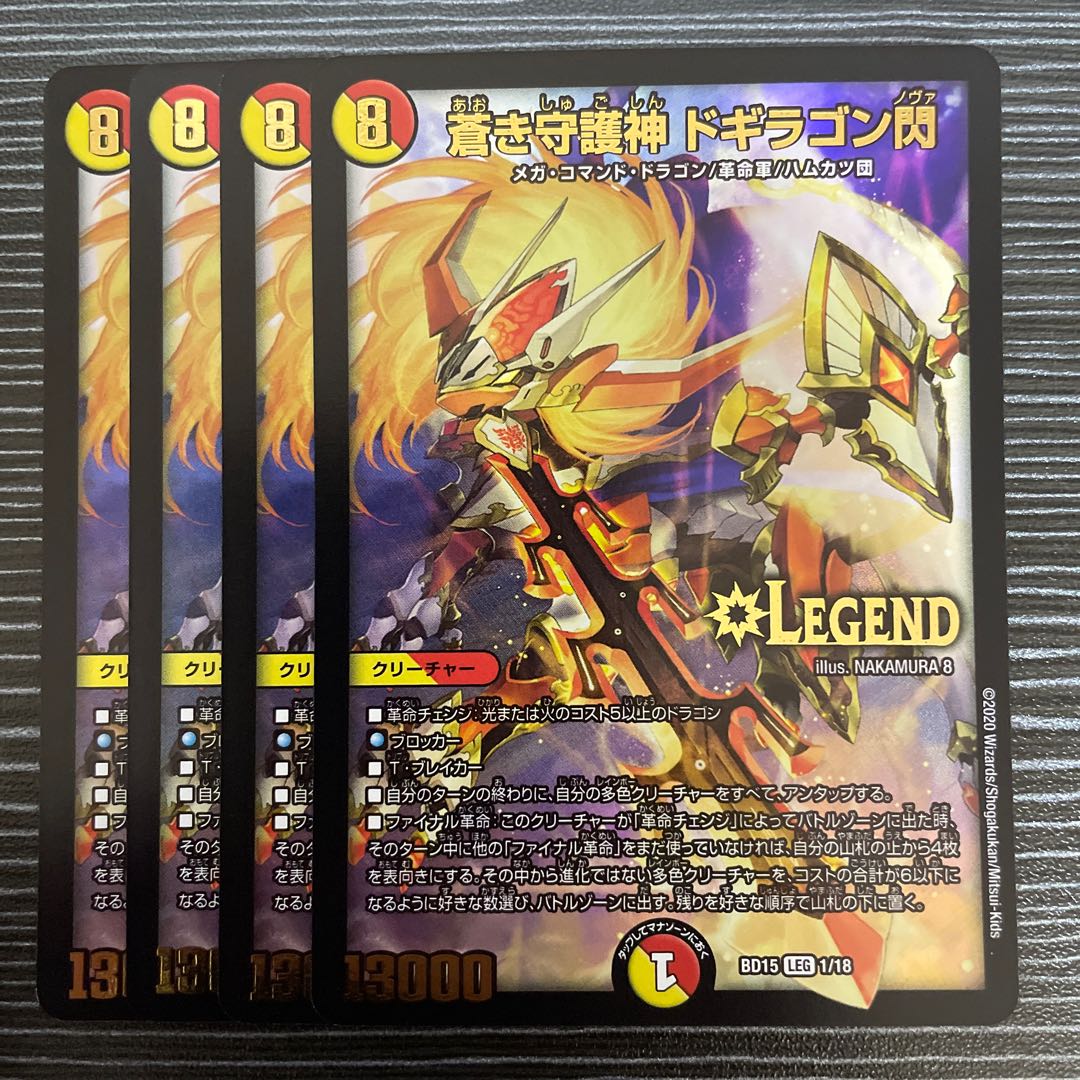 8
8
8
8
蒼き守護神 ドギラゴン閃
あお しゅ ご しん ノヴァ
メガ・コマンド・ドラゴン/革命軍/ハムカツ団
LEGEND
illus. NAKAMURA 8
クリー
クリ
クリ
クリーチャー
■革命チェンジ:光または火のコスト5以上のドラゴン
ブロッカー
■T・ブレイカー
■自分のターンの終わりに、自分の多色クリーチャーをすべて、アンタップする。
■ファイナル革命:このクリーチャーが「革命チェンジ」によってバトルゾーンに出た時、
そのターン中に他の「ファイナル革命」をまだ使っていなければ、自分の山札の上から4枚
を表向きにする。その中から進化ではない多色クリーチャーを、コストの合計が6以下に
なるように好きな数選び、バトルゾーンに出す。残りを好きな順序で山札の下に置く。
13000
タップしてマナゾーンにおく
1
BD15 LEG 1/18
©2020 Wizards/Shogakukan/Mitsui-Kids